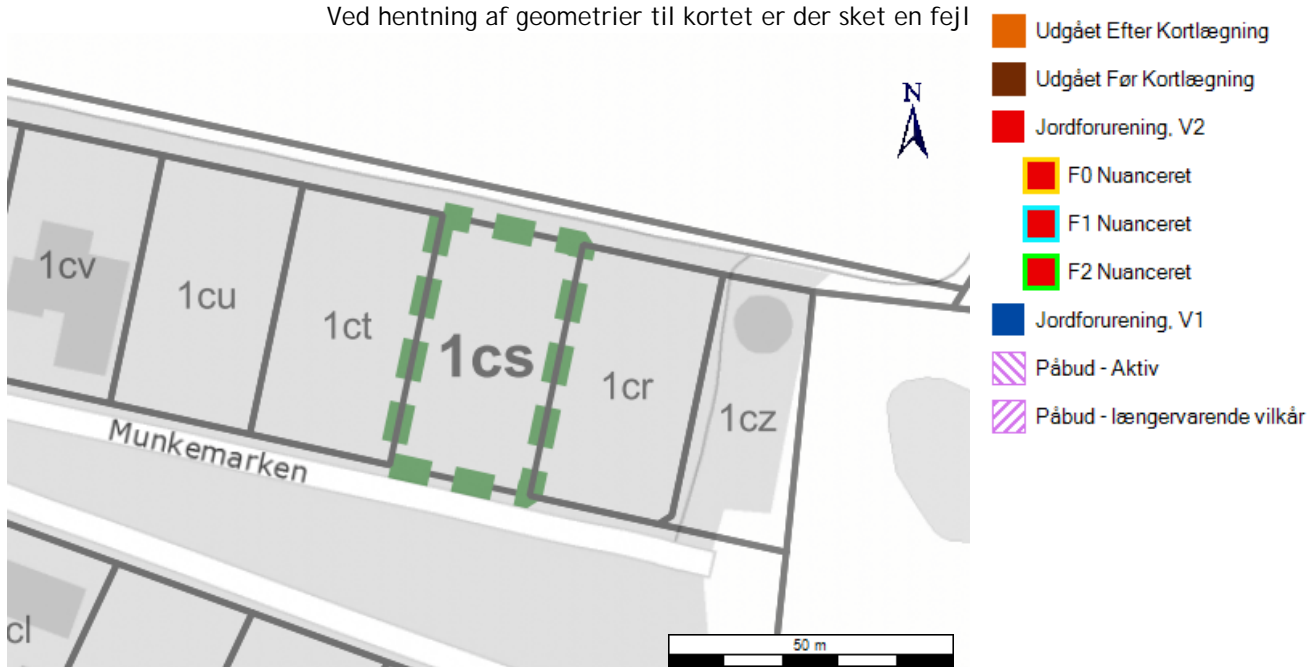 Ved hentning af geometrier til kortet er der sket en fejl
Udgået Efter Kortlægning
Udgået Før Kortlægning
Jordforurening, V2
F0 Nuanceret
F1 Nuanceret
F2 Nuanceret
Jordforurening, V1
Påbud - Aktiv
Påbud - længervarende vilkår
N
1cv
1cu
1ct
1cs
1cr
1cz
Munkemarken
cl
50 m